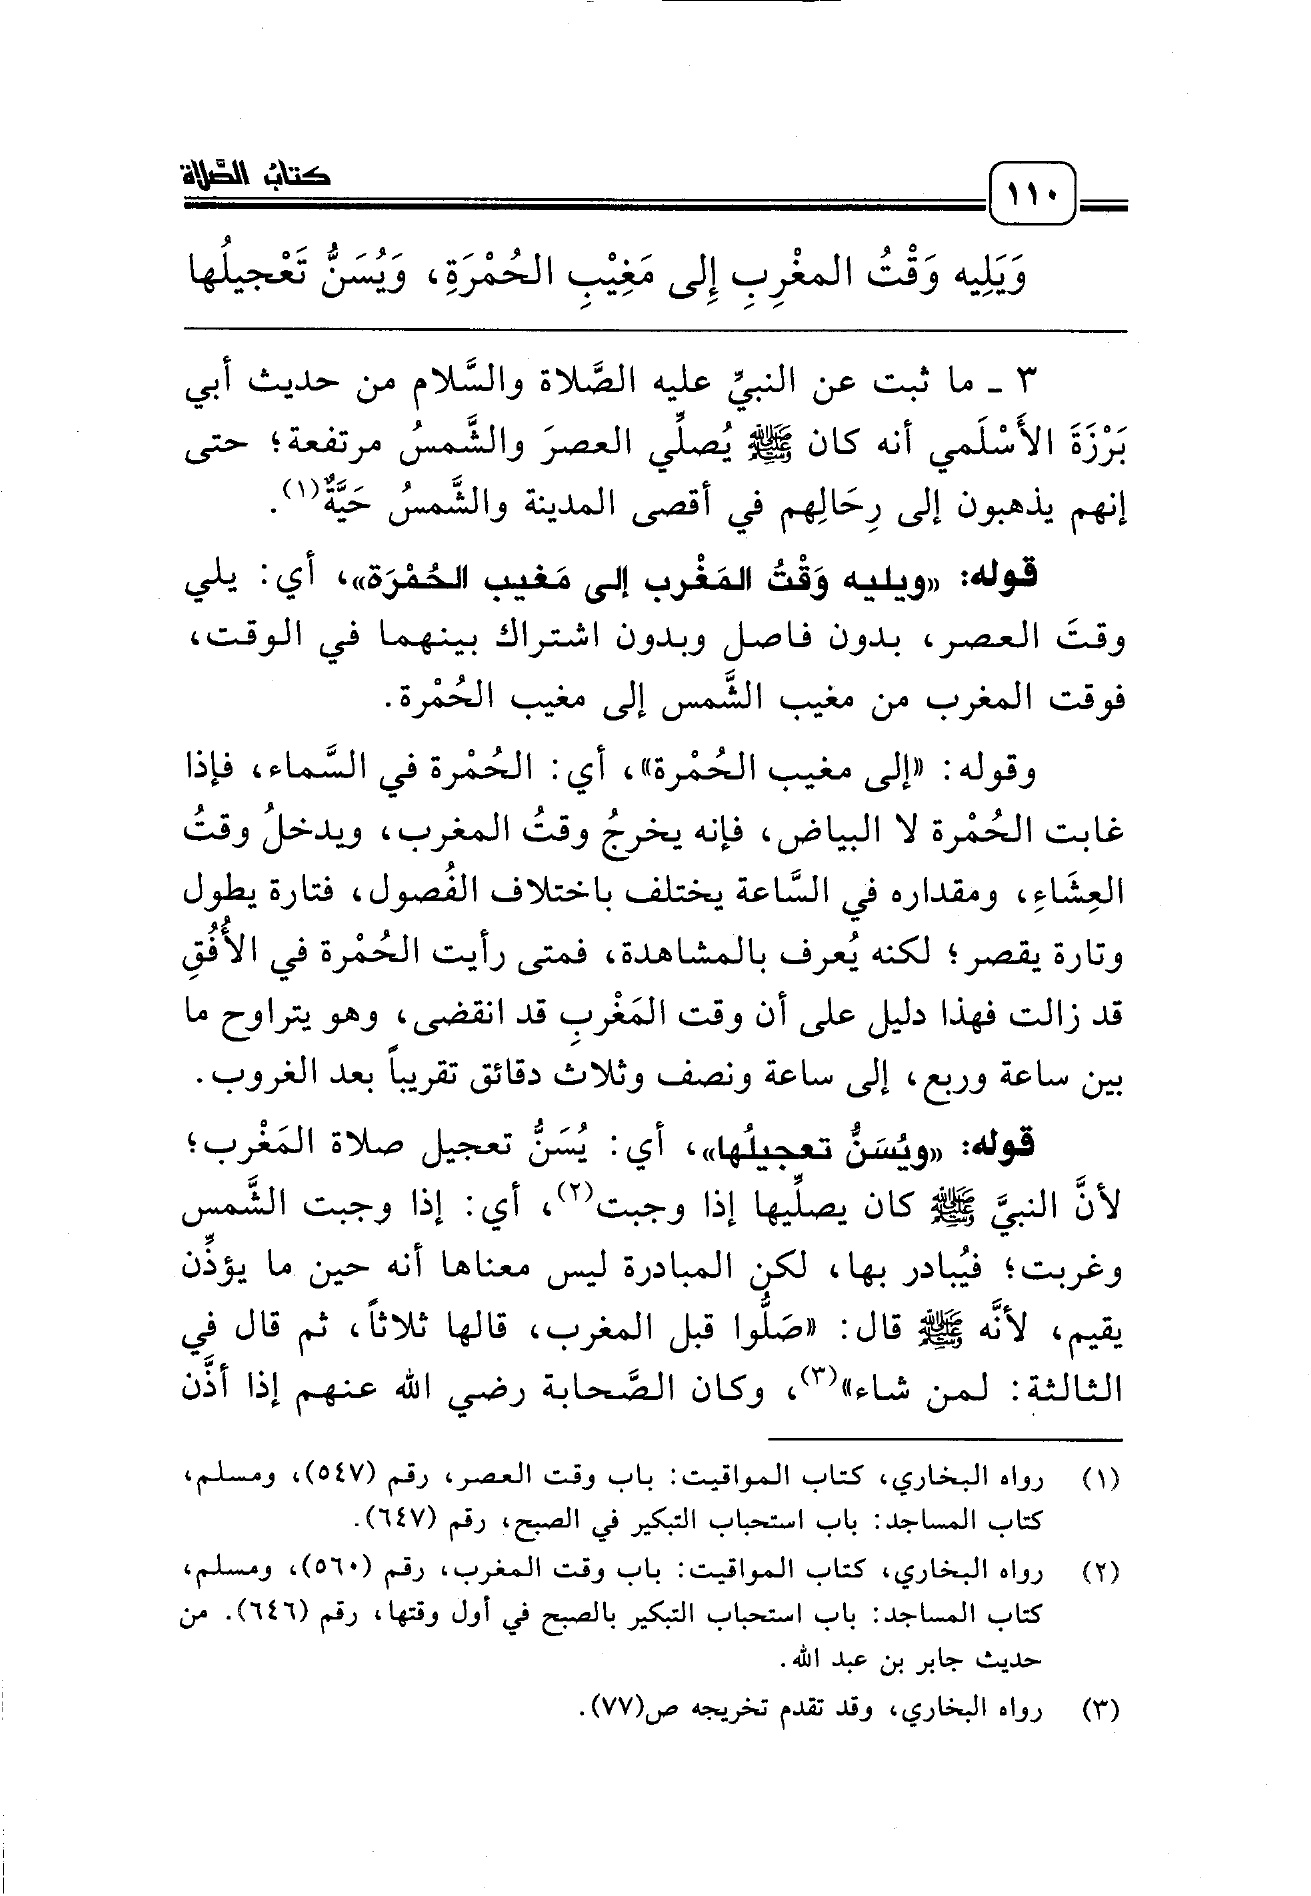 كتاب الصَّلاة
١١٠
وَيَلِيه وَقْتُ المغْرِبِ إِلى مَغِيْبِ الحُمْرَةِ، وَيُسَنُّ تَعْجيلُها
٣ ـ ما ثبت عن النبيِّ عليه الصَّلاة والسَّلام من حديث أبي
بَرْزَةَ الأَسْلَمي أنه كان ﷺ يُصلِّي العصرَ والشَّمسُ مرتفعة؛ حتى
إنهم يذهبون إلى رِحَالِهم في أقصى المدينة والشَّمسُ حَيَّةٌ(١).
قوله: «ويليه وَقْتُ المَغْرب إلى مَغيب الحُمْرَة»، أي: يلي
وقتَ العصر، بدون فاصل وبدون اشتراك بينهما في الوقت،
فوقت المغرب من مغيب الشَّمس إلى مغيب الحُمْرة.
وقوله: «إلى مغيب الحُمْرة»، أي: الحُمْرة في السَّماء، فإذا
غابت الحُمْرة لا البياض، فإنه يخرجُ وقتُ المغرب، ويدخلُ وقتُ
العِشَاءِ، ومقداره في السَّاعة يختلف باختلاف الفُصول، فتارة يطول
وتارة يقصر؛ لكنه يُعرف بالمشاهدة، فمتى رأيت الحُمْرة في الأُفُقِ
قد زالت فهذا دليل على أن وقت المَغْربِ قد انقضى، وهو يتراوح ما
بين ساعة وربع، إلى ساعة ونصف وثلاث دقائق تقريباً بعد الغروب.
قوله: «ويُسَنُّ تعجيلُها»، أي: يُسَنُّ تعجيل صلاة المَغْرب؛
لأنَّ النبيَّ ﷺ كان يصلِّيها إذا وجبت(٢)، أي: إذا وجبت الشَّمس
وغربت؛ فيُبادر بها، لكن المبادرة ليس معناها أنه حين ما يؤذِّن
يقيم، لأنَّه ﷺ قال: «صَلُّوا قبل المغرب، قالها ثلاثاً، ثم قال في
الثالثة: لمن شاء»(٣)، وكان الصَّحابة رضي الله عنهم إذا أذَّن
(١) رواه البخاري، كتاب المواقيت: باب وقت العصر، رقم (٥٤٧)، ومسلم،
كتاب المساجد: باب استحباب التبكير في الصبح، رقم (٦٤٧).
(٢) رواه البخاري، كتاب المواقيت: باب وقت المغرب، رقم (٥٦٠)، ومسلم،
كتاب المساجد: باب استحباب التبكير بالصبح في أول وقتها، رقم (٦٤٦). من
حديث جابر بن عبد الله.
(٣) رواه البخاري، وقد تقدم تخريجه ص(٧٧).